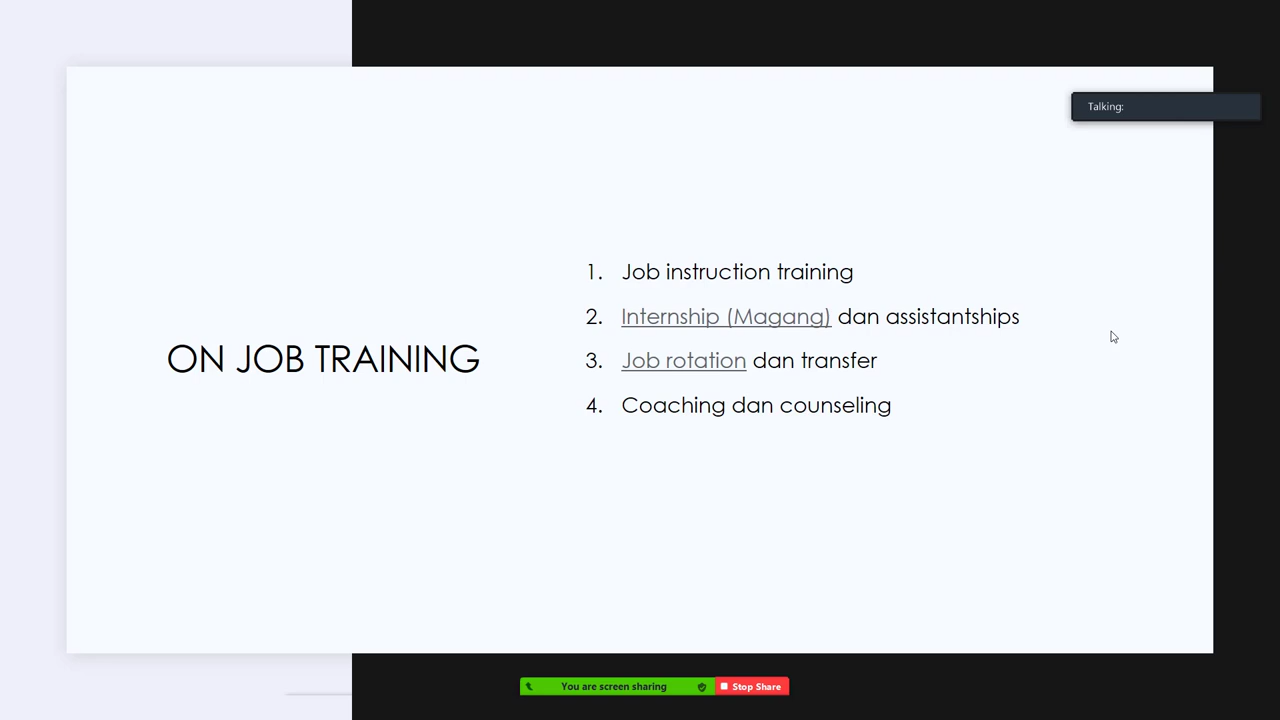 Talking:
ON JOB TRAINING
1. Job instruction training
2. Internship (Magang) dan assistantships
3. Job rotation dan transfer
4. Coaching dan counseling
You are screen sharing
Stop Share